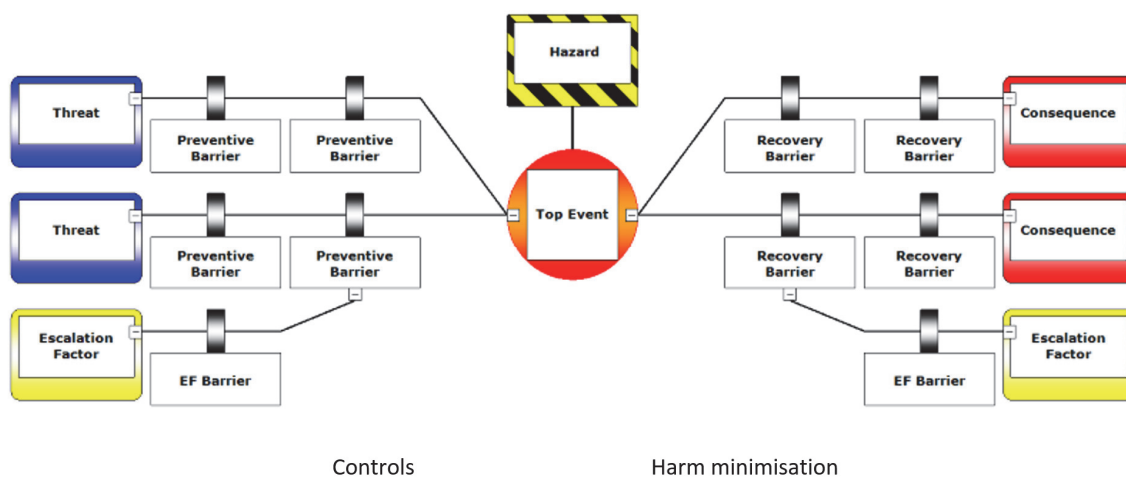 Hazard
Threat
Preventive
Barrier
Preventive
Barrier
Recovery
Barrier
Recovery
Barrier
Consequence
Top Event
Threat
Preventive
Barrier
Preventive
Barrier
Recovery
Barrier
Recovery
Barrier
Consequence
Escalation
Factor
EF Barrier
EF Barrier
Escalation
Factor
Controls
Harm minimisation